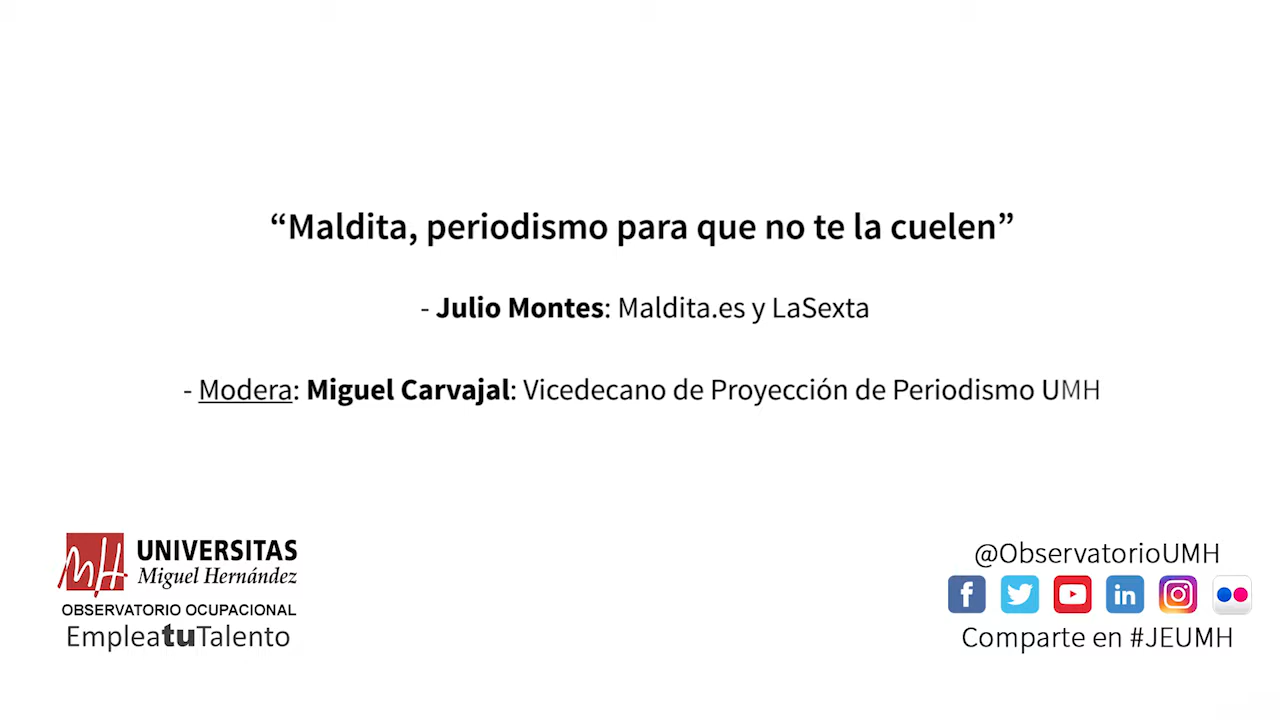 “Maldita, periodismo para que no te la cuelen”
- Julio Montes: Maldita.es y LaSexta
- Modera: Miguel Carvajal: Vicedecano de Proyección de Periodismo UMH
UNIVERSITAS
Miguel Hernández
OBSERVATORIO OCUPACIONAL
EmpleatuTalento
@ObservatorioUMH
Comparte en #JEUMH